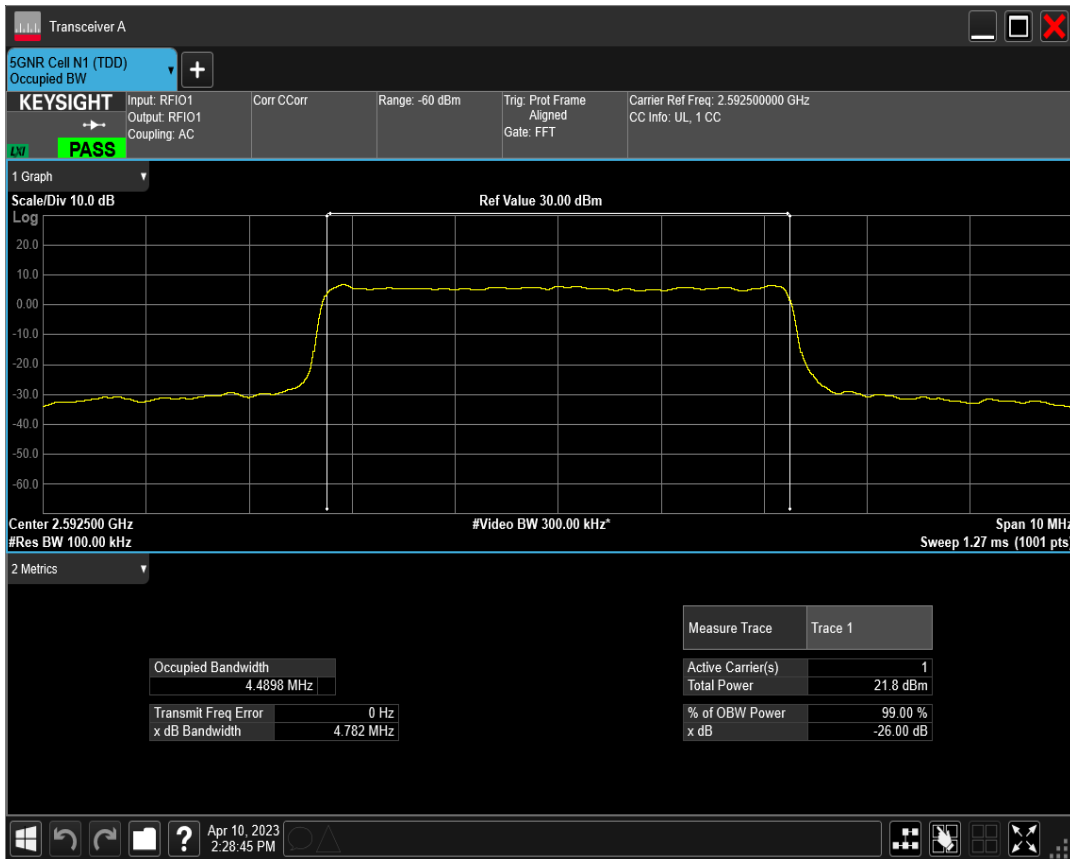 Transceiver A
5GNR Cell N1 (TDD)
Occupied BW
+
KEYSIGHT
LXI
PASS
Input: RFIO1
Output: RFIO1
Coupling: AC
Corr CCorr
Range: -60 dBm
Trig: Prot Frame
Aligned
Gate: FFT
Carrier Ref Freq: 2.592500000 GHz
CC Info: UL, 1 CC
1 Graph
Scale/Div 10.0 dB
Ref Value 30.00 dBm
Log
20.0
10.0
0.00
-10.0
-20.0
-30.0
-40.0
-50.0
-60.0
Center 2.592500 GHz
#Video BW 300.00 kHz*
Span 10 MHz
#Res BW 100.00 kHz
Sweep 1.27 ms (1001 pts)
2 Metrics
Measure Trace Trace 1
Occupied Bandwidth
4.4898 MHz
Active Carrier(s) 1
Total Power 21.8 dBm
Transmit Freq Error 0 Hz
x dB Bandwidth 4.782 MHz
% of OBW Power 99.00 %
x dB -26.00 dB
?
Apr 10, 2023
2:28:45 PM